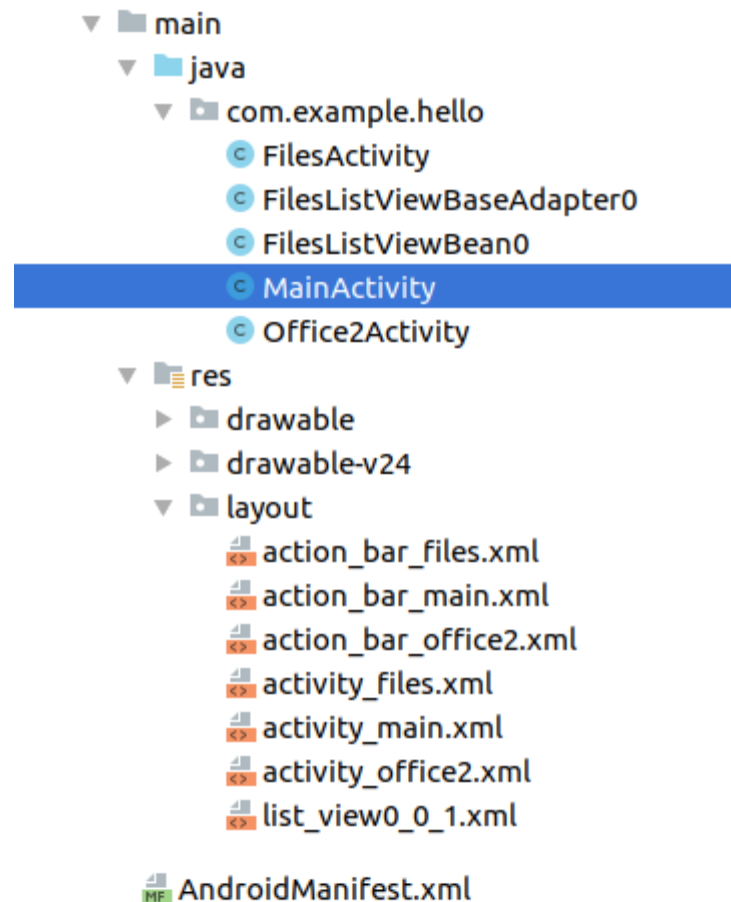 main
java
com.example.hello
C FilesActivity
C FilesListViewBaseAdapter0
C FilesListViewBean0
C MainActivity
C Office2Activity
res
drawable
drawable-v24
layout
<> action_bar_files.xml
<> action_bar_main.xml
<> action_bar_office2.xml
<> activity_files.xml
<> activity_main.xml
<> activity_office2.xml
<> list_view0_0_1.xml
MF AndroidManifest.xml